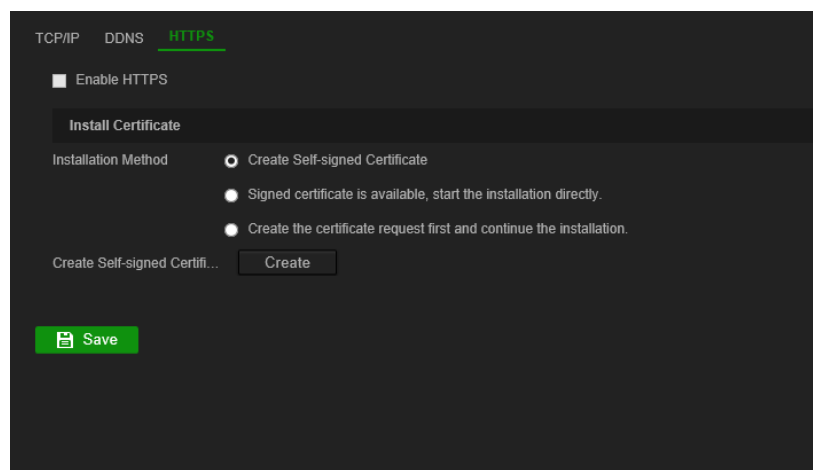 TCP/IP DDNS HTTPS
Enable HTTPS
Install Certificate
Installation Method Create Self-signed Certificate
Signed certificate is available, start the installation directly.
Create the certificate request first and continue the installation.
Create Self-signed Certifi... Create
Save